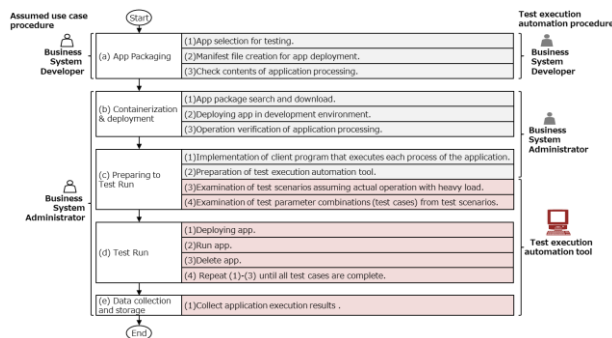 Assumed use case
procedure
Start
Test execution
automation procedure
Business
System
Developer
(a) App Packaging
(1)App selection for testing.
(2)Manifest file creation for app deployment.
(3)Check contents of application processing.
Business
System
Developer
(b) Containerization
& deployment
(1)App package search and download.
(2)Deploying app in development environment.
(3)Operation verification of application processing.
Business
System
Administrator
(c) Preparing to
Test Run
(1)Implementation of client program that executes each process of the application.
(2)Preparation of test execution automation tool.
(3)Examination of test scenarios assuming actual operation with heavy load.
(4)Examination of test parameter combinations (test cases) from test scenarios.
Business
System
Administrator
(d) Test Run
(1)Deploying app.
(2)Run app.
(3)Delete app.
(4) Repeat (1)-(3) until all test cases are complete.
Test execution
automation tool
(e) Data collection
and storage
(1)Collect application execution results .
End